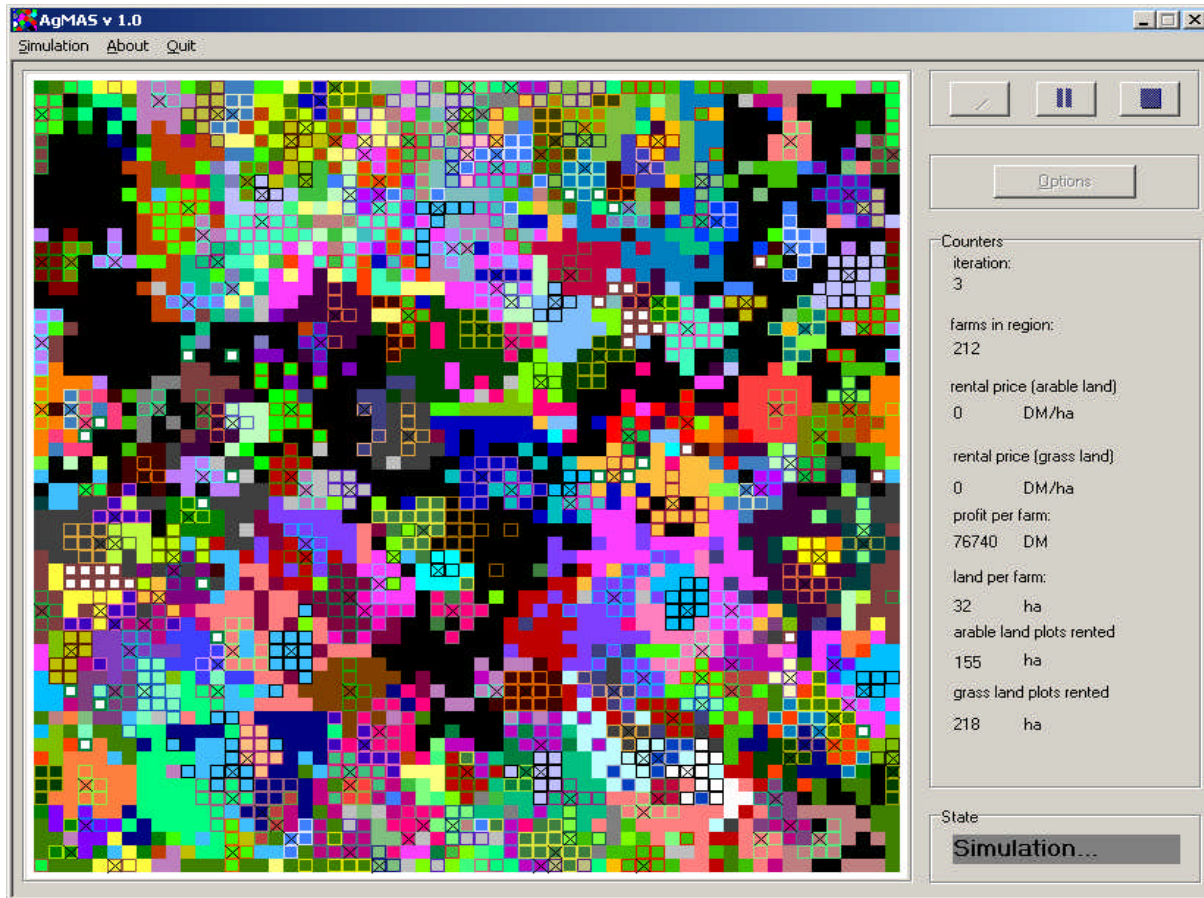 AgMAS v 1.0
Simulation About Quit
Options
Counters
iteration:
3
farms in region:
212
rental price (arable land)
0 DM/ha
rental price (grass land)
0 DM/ha
profit per farm:
76740 DM
land per farm:
32 ha
arable land plots rented
155 ha
grass land plots rented
218 ha
State
Simulation...